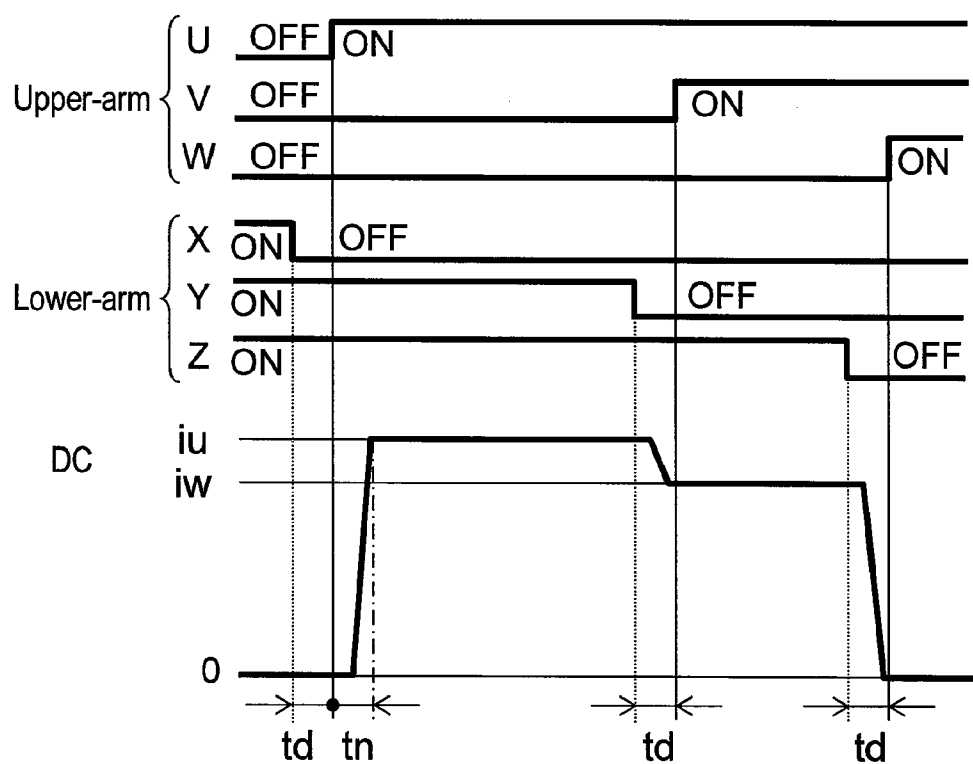 U OFF ON
Upper-arm V OFF ON
W OFF ON
X ON OFF
Lower-arm Y ON OFF
Z ON OFF
DC iu
iw
0
td tn td td